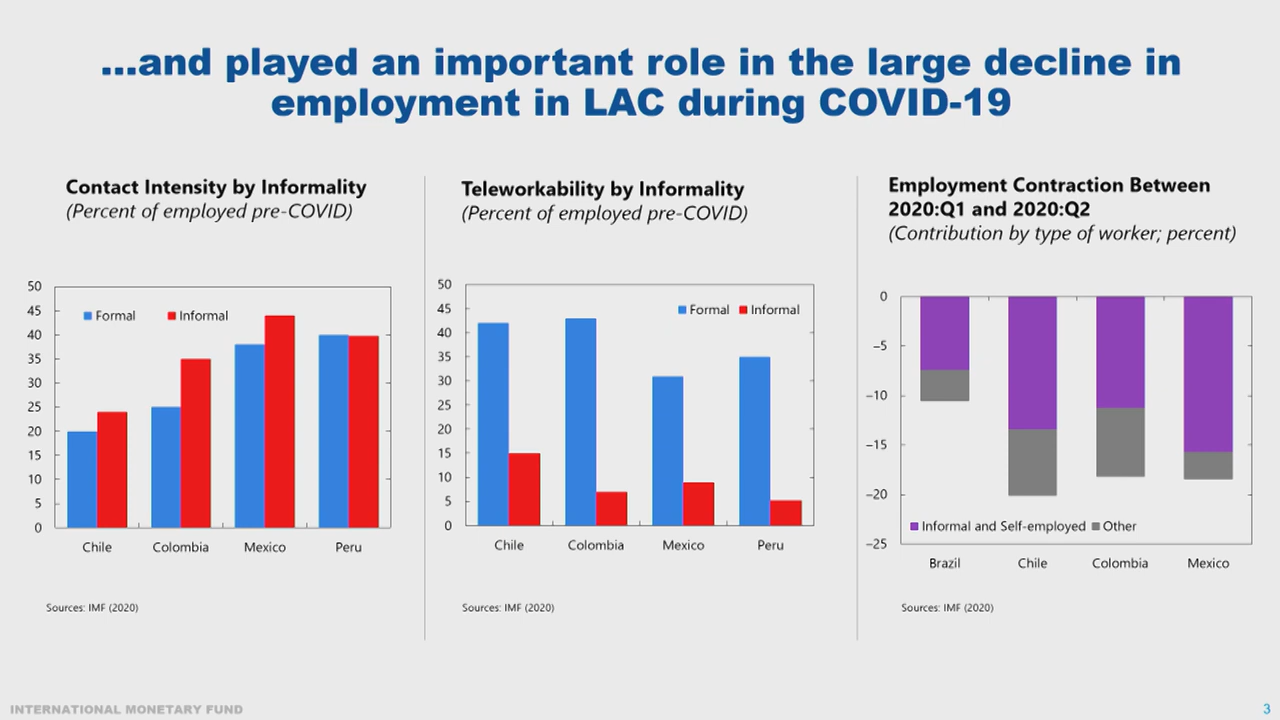 ...and played an important role in the large decline in
employment in LAC during COVID-19
Contact Intensity by Informality
(Percent of employed pre-COVID)
50
45
40
35
30
25
20
15
10
5
0
Formal
Informal
Chile
Colombia
Mexico
Peru
Sources: IMF (2020)
Teleworkability by Informality
(Percent of employed pre-COVID)
50
45
40
35
30
25
20
15
10
5
0
Formal
Informal
Chile
Colombia
Mexico
Peru
Sources: IMF (2020)
Employment Contraction Between
2020:Q1 and 2020:Q2
(Contribution by type of worker; percent)
0
−5
−10
−15
−20
−25
Informal and Self-employed
Other
Brazil
Chile
Colombia
Mexico
Sources: IMF (2020)
INTERNATIONAL MONETARY FUND
3